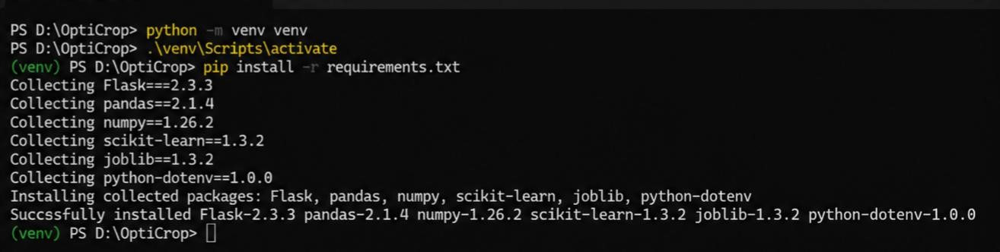 PS D:\OptiCrop> python -m venv venv
PS D:\OptiCrop> .\venv\Scripts\activate
(venv) PS D:\OptiCrop> pip install -r requirements.txt
Collecting Flask===2.3.3
Collecting pandas==2.1.4
Collecting numpy==1.26.2
Collecting scikit-learn==1.3.2
Collecting joblib==1.3.2
Collecting python-dotenv==1.0.0
Installing collected packages: Flask, pandas, numpy, scikit-learn, joblib, python-dotenv
Succssfully installed Flask-2.3.3 pandas-2.1.4 numpy-1.26.2 scikit-learn-1.3.2 joblib-1.3.2 python-dotenv-1.0.0
(venv) PS D:\OptiCrop>